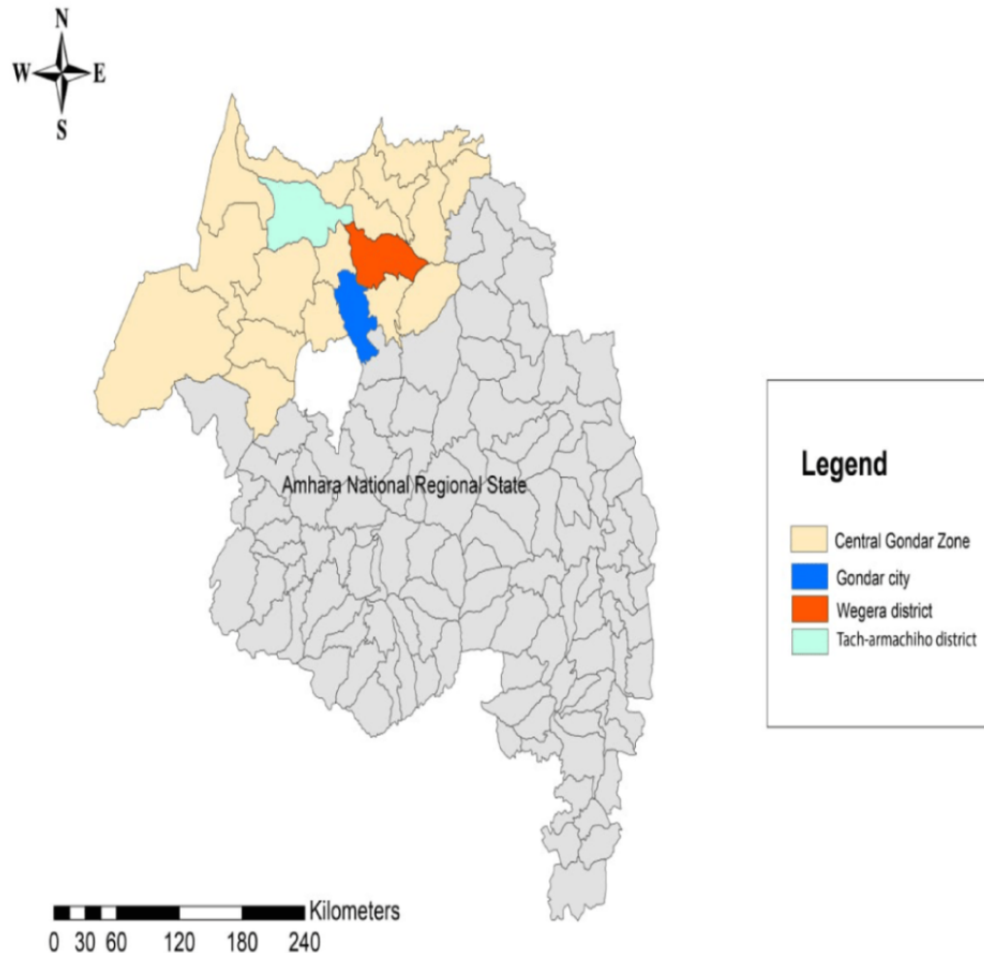 N
W E
S
Amhara National Regional State
Legend
Central Gondar Zone
Gondar city
Wegera district
Tach-armachiho district
Kilometers
0 30 60 120 180 240